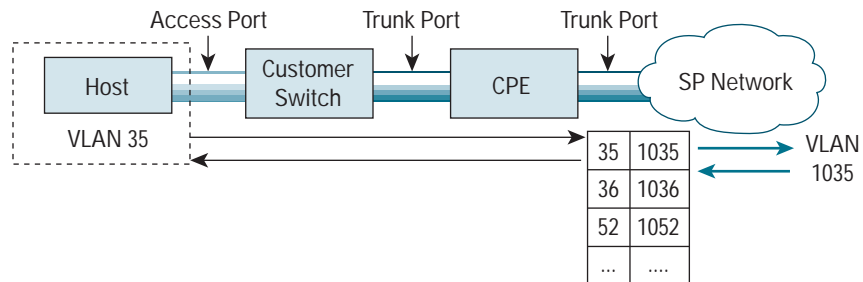 Access Port
Trunk Port
Trunk Port
Host
Customer
Switch
CPE
SP Network
VLAN 35
35 1035
36 1036
52 1052
... ....
VLAN
1035